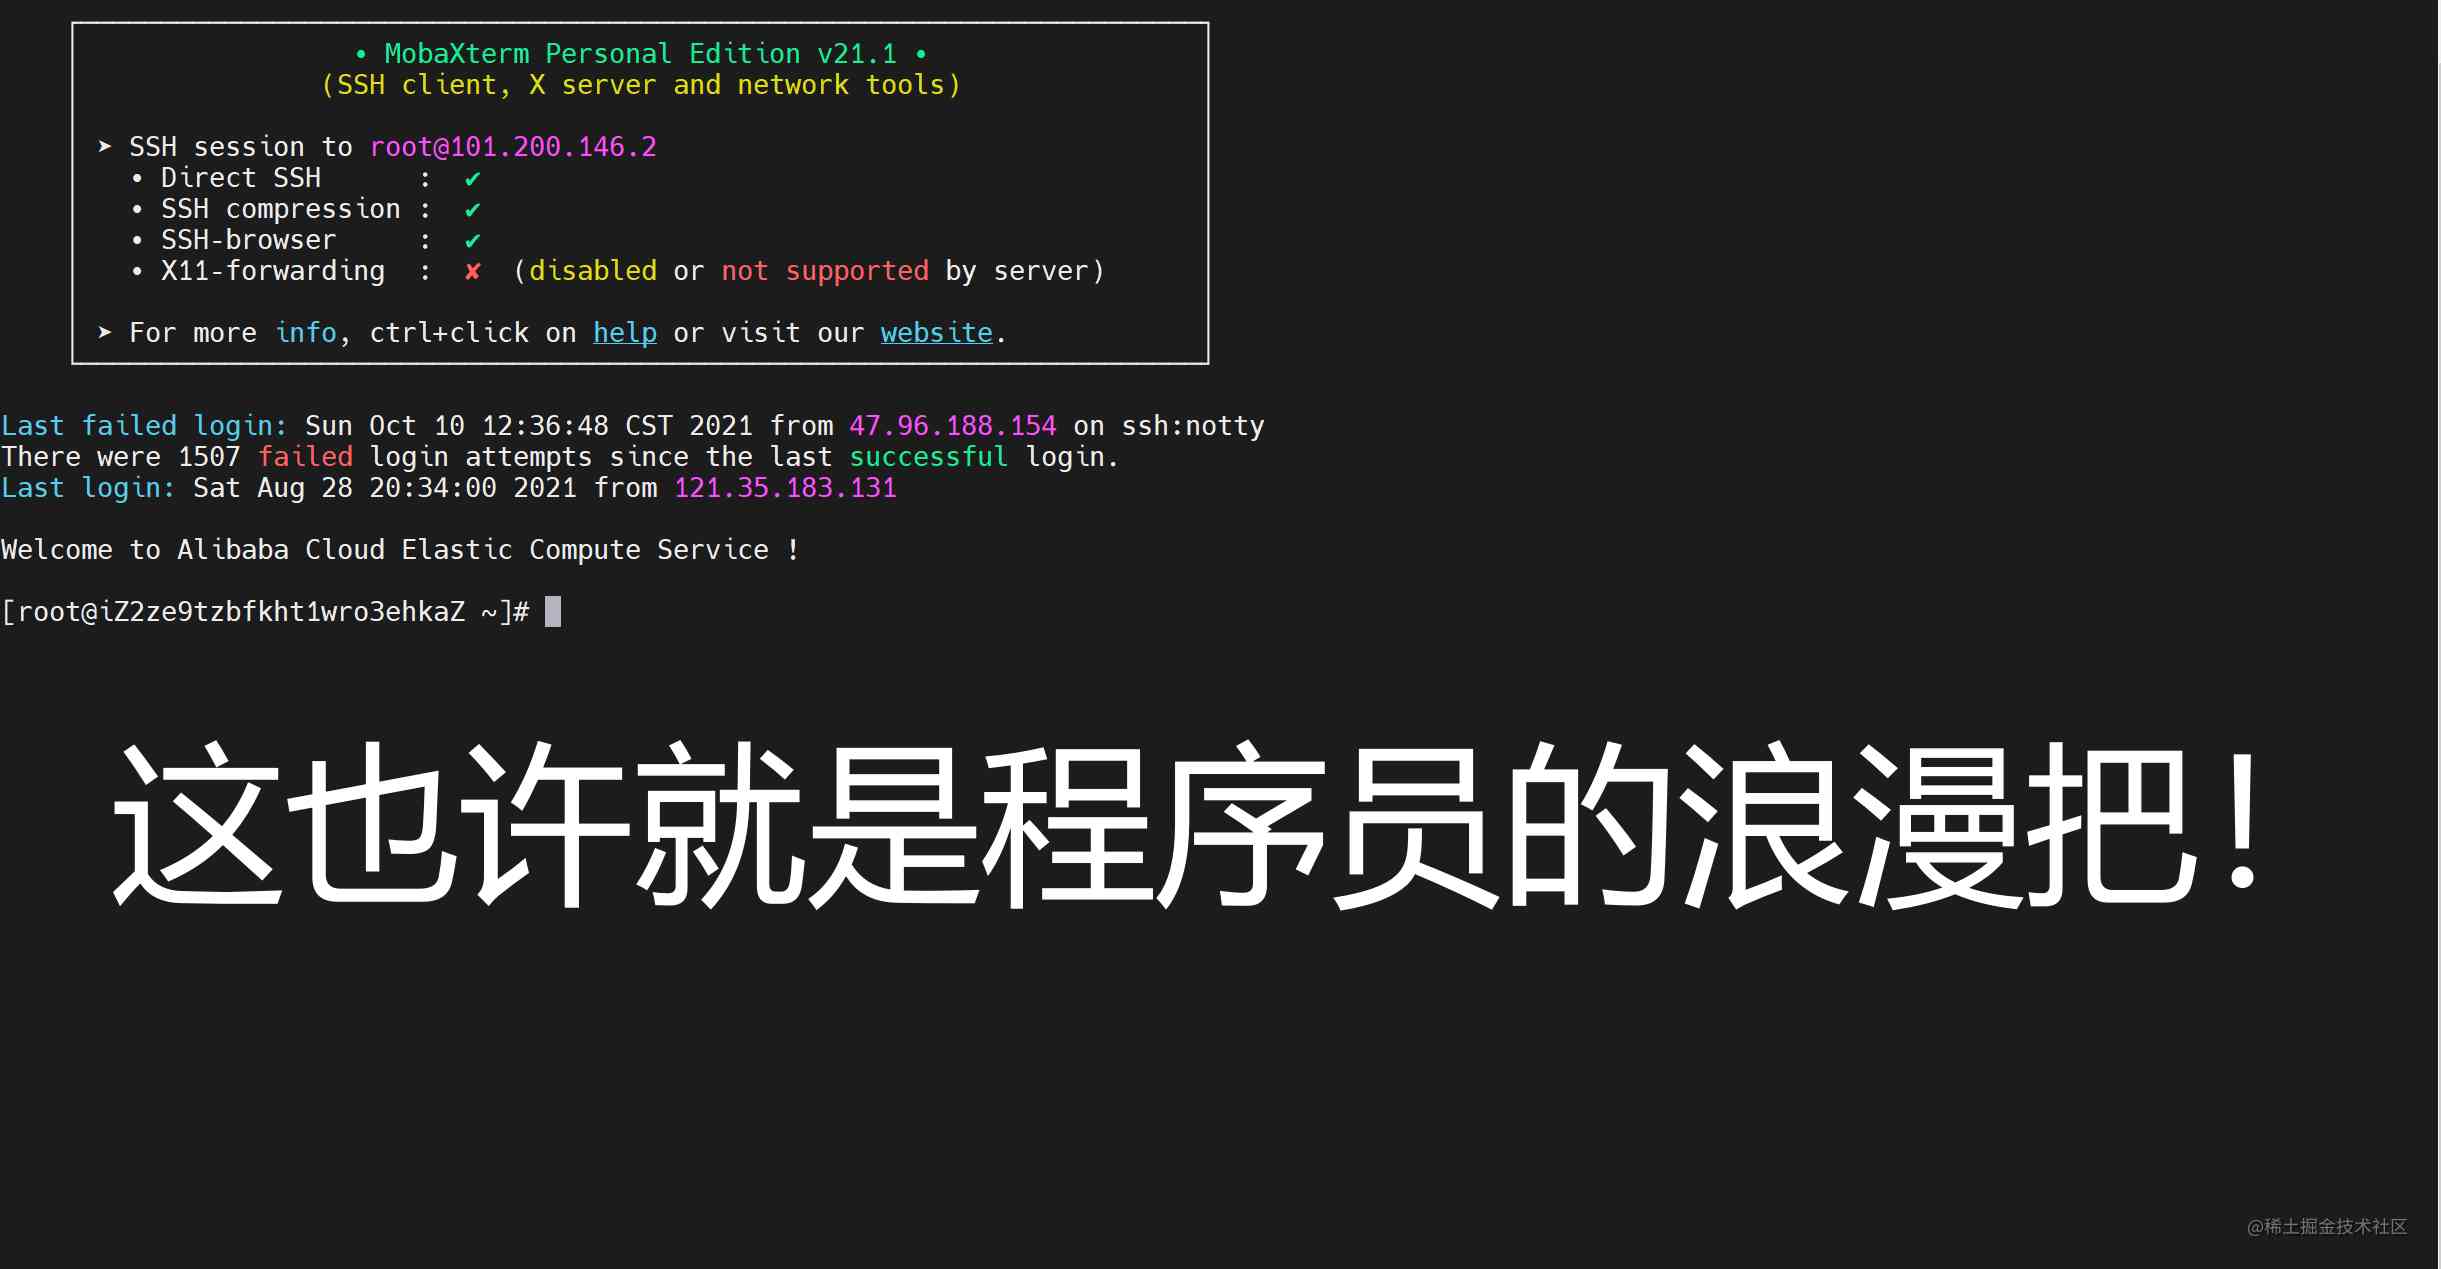 • MobaXterm Personal Edition v21.1 •
(SSH client, X server and network tools)
➤ SSH session to root@101.200.146.2
• Direct SSH : ✔
• SSH compression : ✔
• SSH-browser : ✔
• X11-forwarding : ✘ (disabled or not supported by server)
➤ For more info, ctrl+click on help or visit our website.
Last failed login: Sun Oct 10 12:36:48 CST 2021 from 47.96.188.154 on ssh:notty
There were 1507 failed login attempts since the last successful login.
Last login: Sat Aug 28 20:34:00 2021 from 121.35.183.131
Welcome to Alibaba Cloud Elastic Compute Service !
[root@iZ2ze9tzbfkht1wro3ehkaZ ~]#
这也许就是程序员的浪漫把！
@稀土掘金技术社区